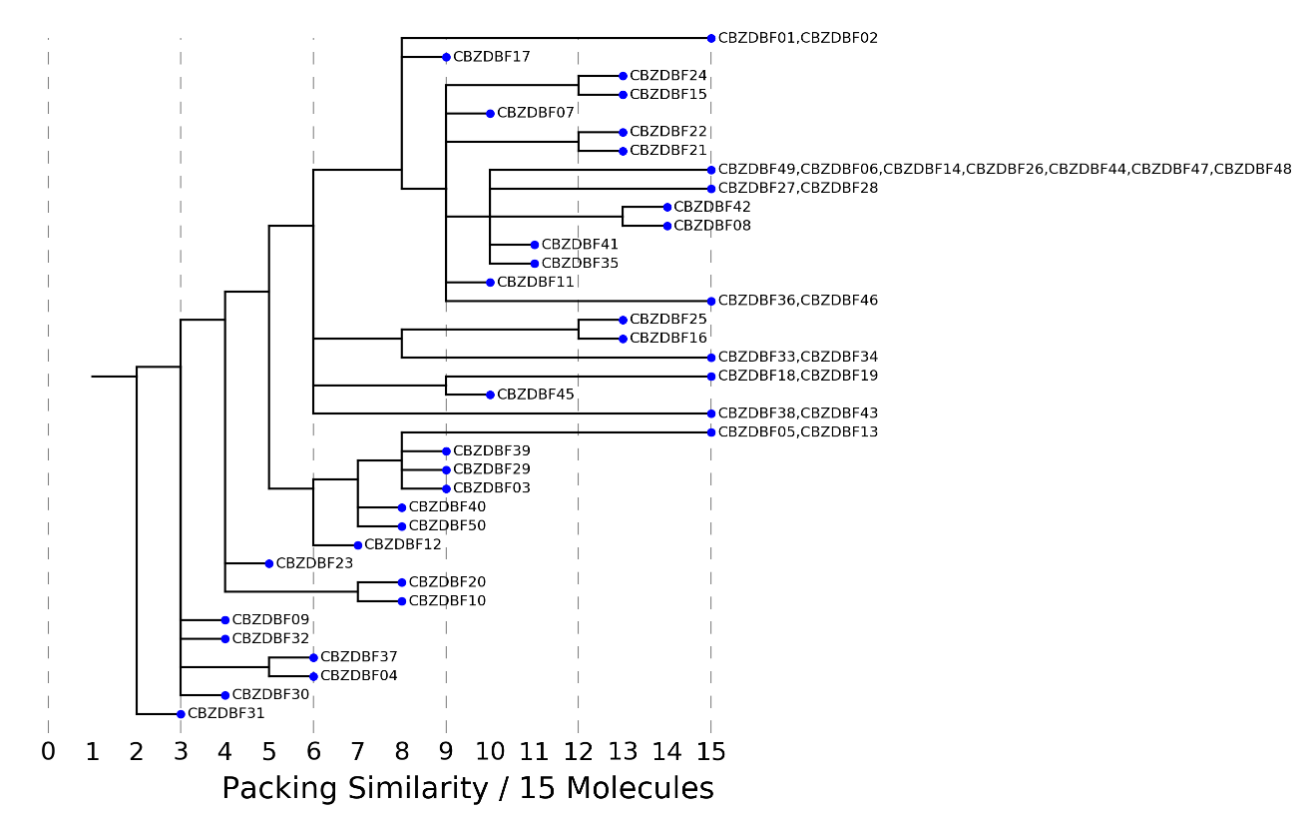 CBZDBF01,CBZDBF02
CBZDBF17
CBZDBF24
CBZDBF15
CBZDBF07
CBZDBF22
CBZDBF21
CBZDBF49,CBZDBF06,CBZDBF14,CBZDBF26,CBZDBF44,CBZDBF47,CBZDBF48
CBZDBF27,CBZDBF28
CBZDBF42
CBZDBF08
CBZDBF41
CBZDBF35
CBZDBF11
CBZDBF36,CBZDBF46
CBZDBF25
CBZDBF16
CBZDBF33,CBZDBF34
CBZDBF18,CBZDBF19
CBZDBF45
CBZDBF38,CBZDBF43
CBZDBF05,CBZDBF13
CBZDBF39
CBZDBF29
CBZDBF03
CBZDBF40
CBZDBF50
CBZDBF12
CBZDBF23
CBZDBF20
CBZDBF10
CBZDBF09
CBZDBF32
CBZDBF37
CBZDBF04
CBZDBF30
CBZDBF31
0 1 2 3 4 5 6 7 8 9 10 11 12 13 14 15
Packing Similarity / 15 Molecules